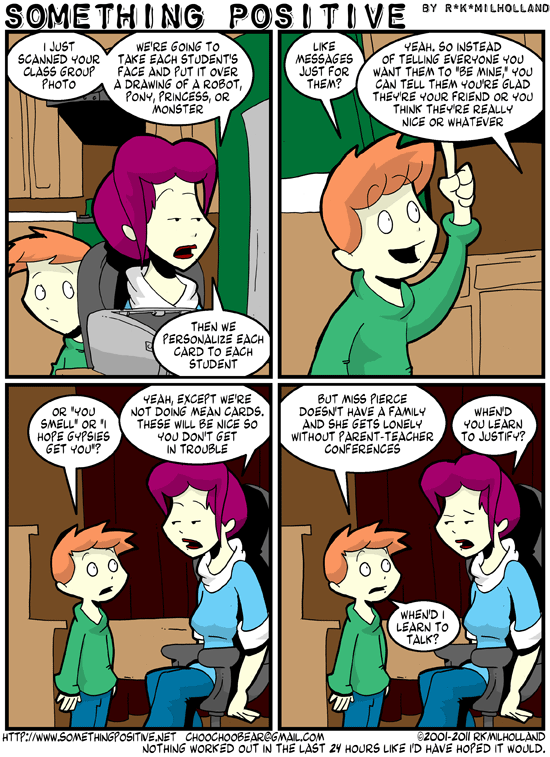 SOMETHING POSITIVE BY R*K*MILHOLLAND
I JUST
SCANNED YOUR
CLASS GROUP
PHOTO
WE'RE GOING TO
TAKE EACH STUDENT'S
FACE AND PUT IT OVER
A DRAWING OF A ROBOT,
PONY, PRINCESS, OR
MONSTER
THEN WE
PERSONALIZE EACH
CARD TO EACH
STUDENT
LIKE
MESSAGES
JUST FOR
THEM?
YEAH. SO INSTEAD
OF TELLING EVERYONE YOU
WANT THEM TO "BE MINE," YOU
CAN TELL THEM YOU'RE GLAD
THEY'RE YOUR FRIEND OR YOU
THINK THEY'RE REALLY
NICE OR WHATEVER
OR "YOU
SMELL" OR "I
HOPE GYPSIES
GET YOU"?
YEAH, EXCEPT WE'RE
NOT DOING MEAN CARDS.
THESE WILL BE NICE SO
YOU DON'T GET
IN TROUBLE
BUT MISS PIERCE
DOESN'T HAVE A FAMILY
AND SHE GETS LONELY
WITHOUT PARENT-TEACHER
CONFERENCES
WHEN'D
YOU LEARN
TO JUSTIFY?
WHEN'D I
LEARN TO
TALK?
HTTP://WWW.SOMETHINGPOSITIVE.NET CHOOCHOOBEAR@GMAIL.COM ©2001-2011 RKMILHOLLAND
NOTHING WORKED OUT IN THE LAST 24 HOURS LIKE I'D HAVE HOPED IT WOULD.